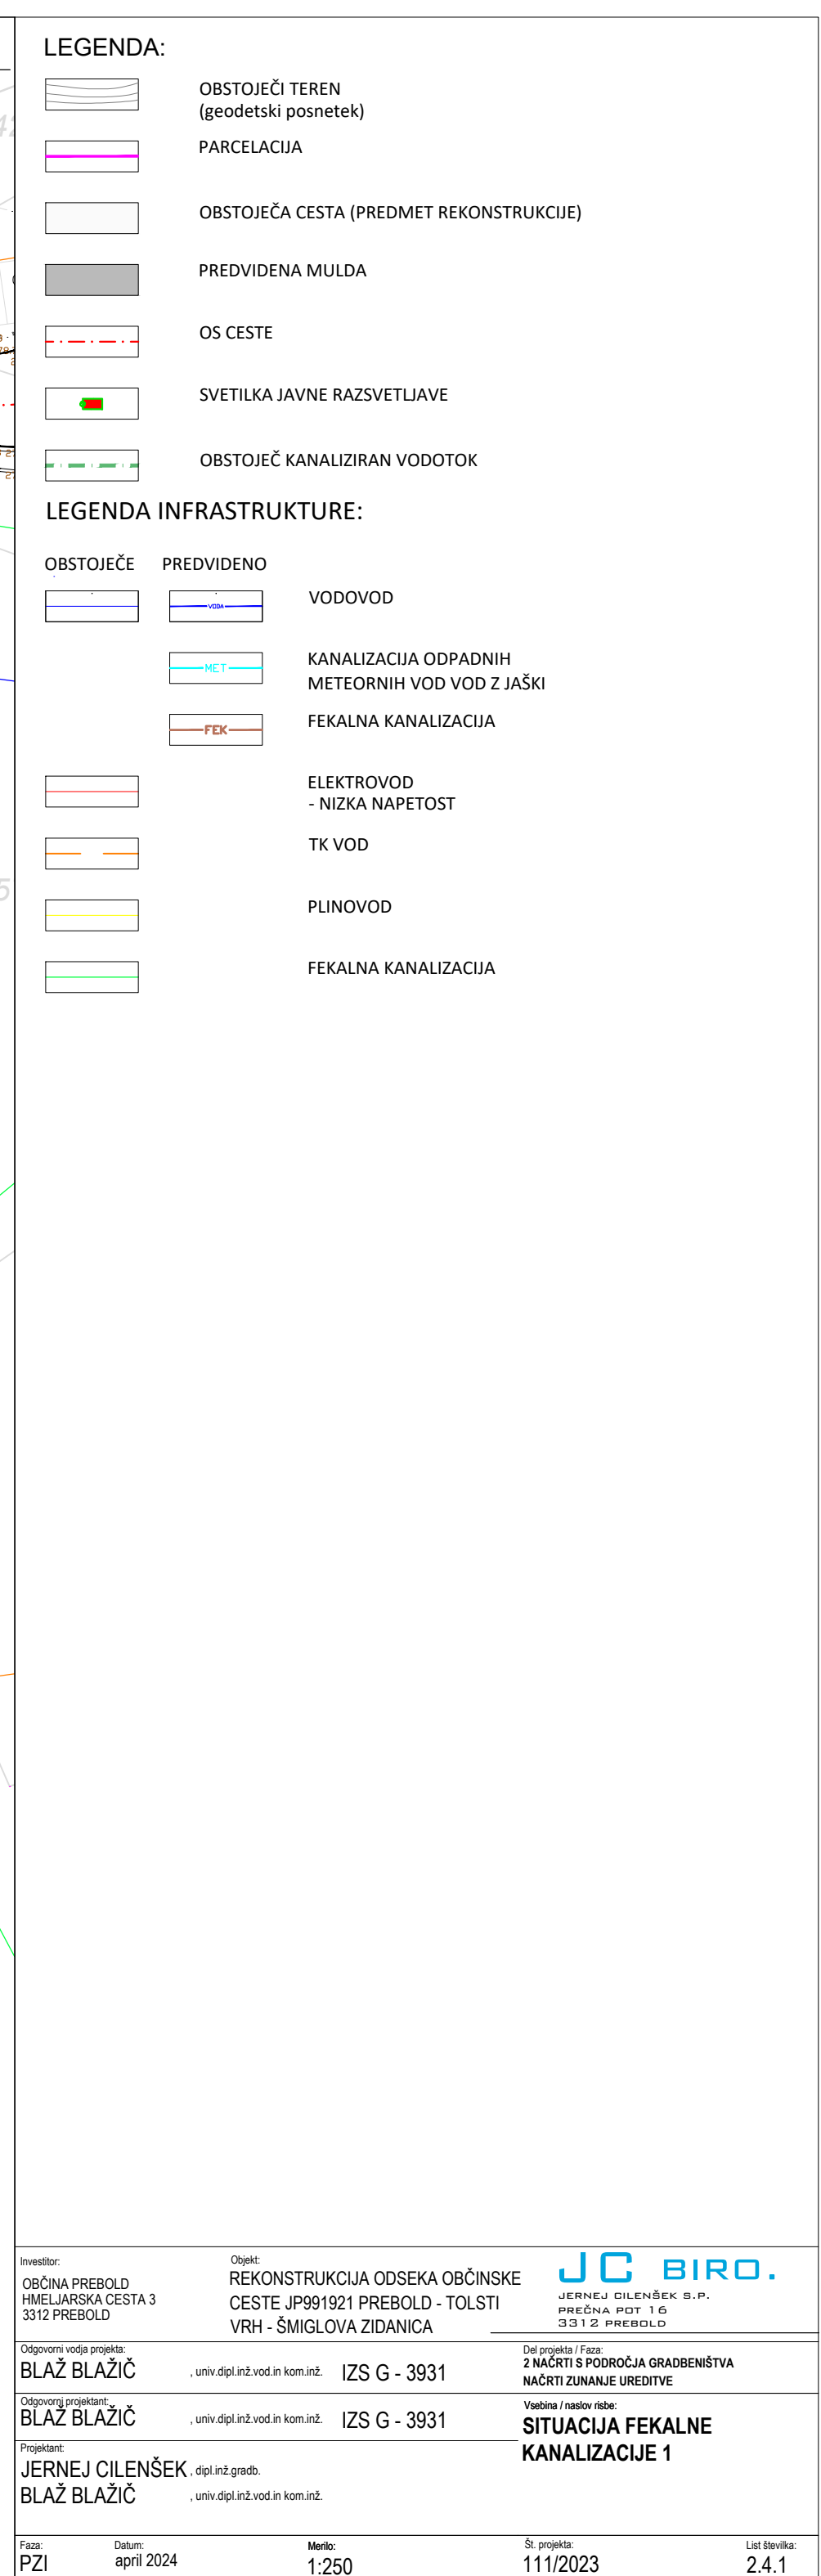 LEGENDA:
OBSTOJEČI TEREN
(geodetski posnetek)
PARCELACIJA
OBSTOJEČA CESTA (PREDMET REKONSTRUKCIJE)
PREDVIDENA MULDA
OS CESTE
SVETILKA JAVNE RAZSVETLJAVE
OBSTOJEČ KANALIZIRAN VODOTOK
LEGENDA INFRASTRUKTURE:
OBSTOJEČE PREDVIDENO
VODA VODOVOD
MET KANALIZACIJA ODPADNIH
METEORNIH VOD VOD Z JAŠKI
FEK FEKALNA KANALIZACIJA
ELEKTROVOD
- NIZKA NAPETOST
TK VOD
PLINOVOD
FEKALNA KANALIZACIJA
Investitor:
OBČINA PREBOLD
HMELJARSKA CESTA 3
3312 PREBOLD
Objekt:
REKONSTRUKCIJA ODSEKA OBČINSKE
CESTE JP991921 PREBOLD - TOLSTI
VRH - ŠMIGLOVA ZIDANICA
JC BIRO.
JERNEJ CILENŠEK S.P.
PREČNA POT 16
3312 PREBOLD
Odgovorni vodja projekta:
BLAŽ BLAŽIČ , univ.dipl.inž.vod.in kom.inž. IZS G - 3931
Del projekta / Faza:
2 NAČRTI S PODROČJA GRADBENIŠTVA
NAČRTI ZUNANJE UREDITVE
Odgovorni projektant:
BLAŽ BLAŽIČ , univ.dipl.inž.vod.in kom.inž. IZS G - 3931
Vsebina / naslov risbe:
SITUACIJA FEKALNE
KANALIZACIJE 1
Projektant:
JERNEJ CILENŠEK , dipl.inž.gradb.
BLAŽ BLAŽIČ , univ.dipl.inž.vod.in kom.inž.
Faza: Datum: Merilo: Št. projekta: List številka:
PZI april 2024 1:250 111/2023 2.4.1